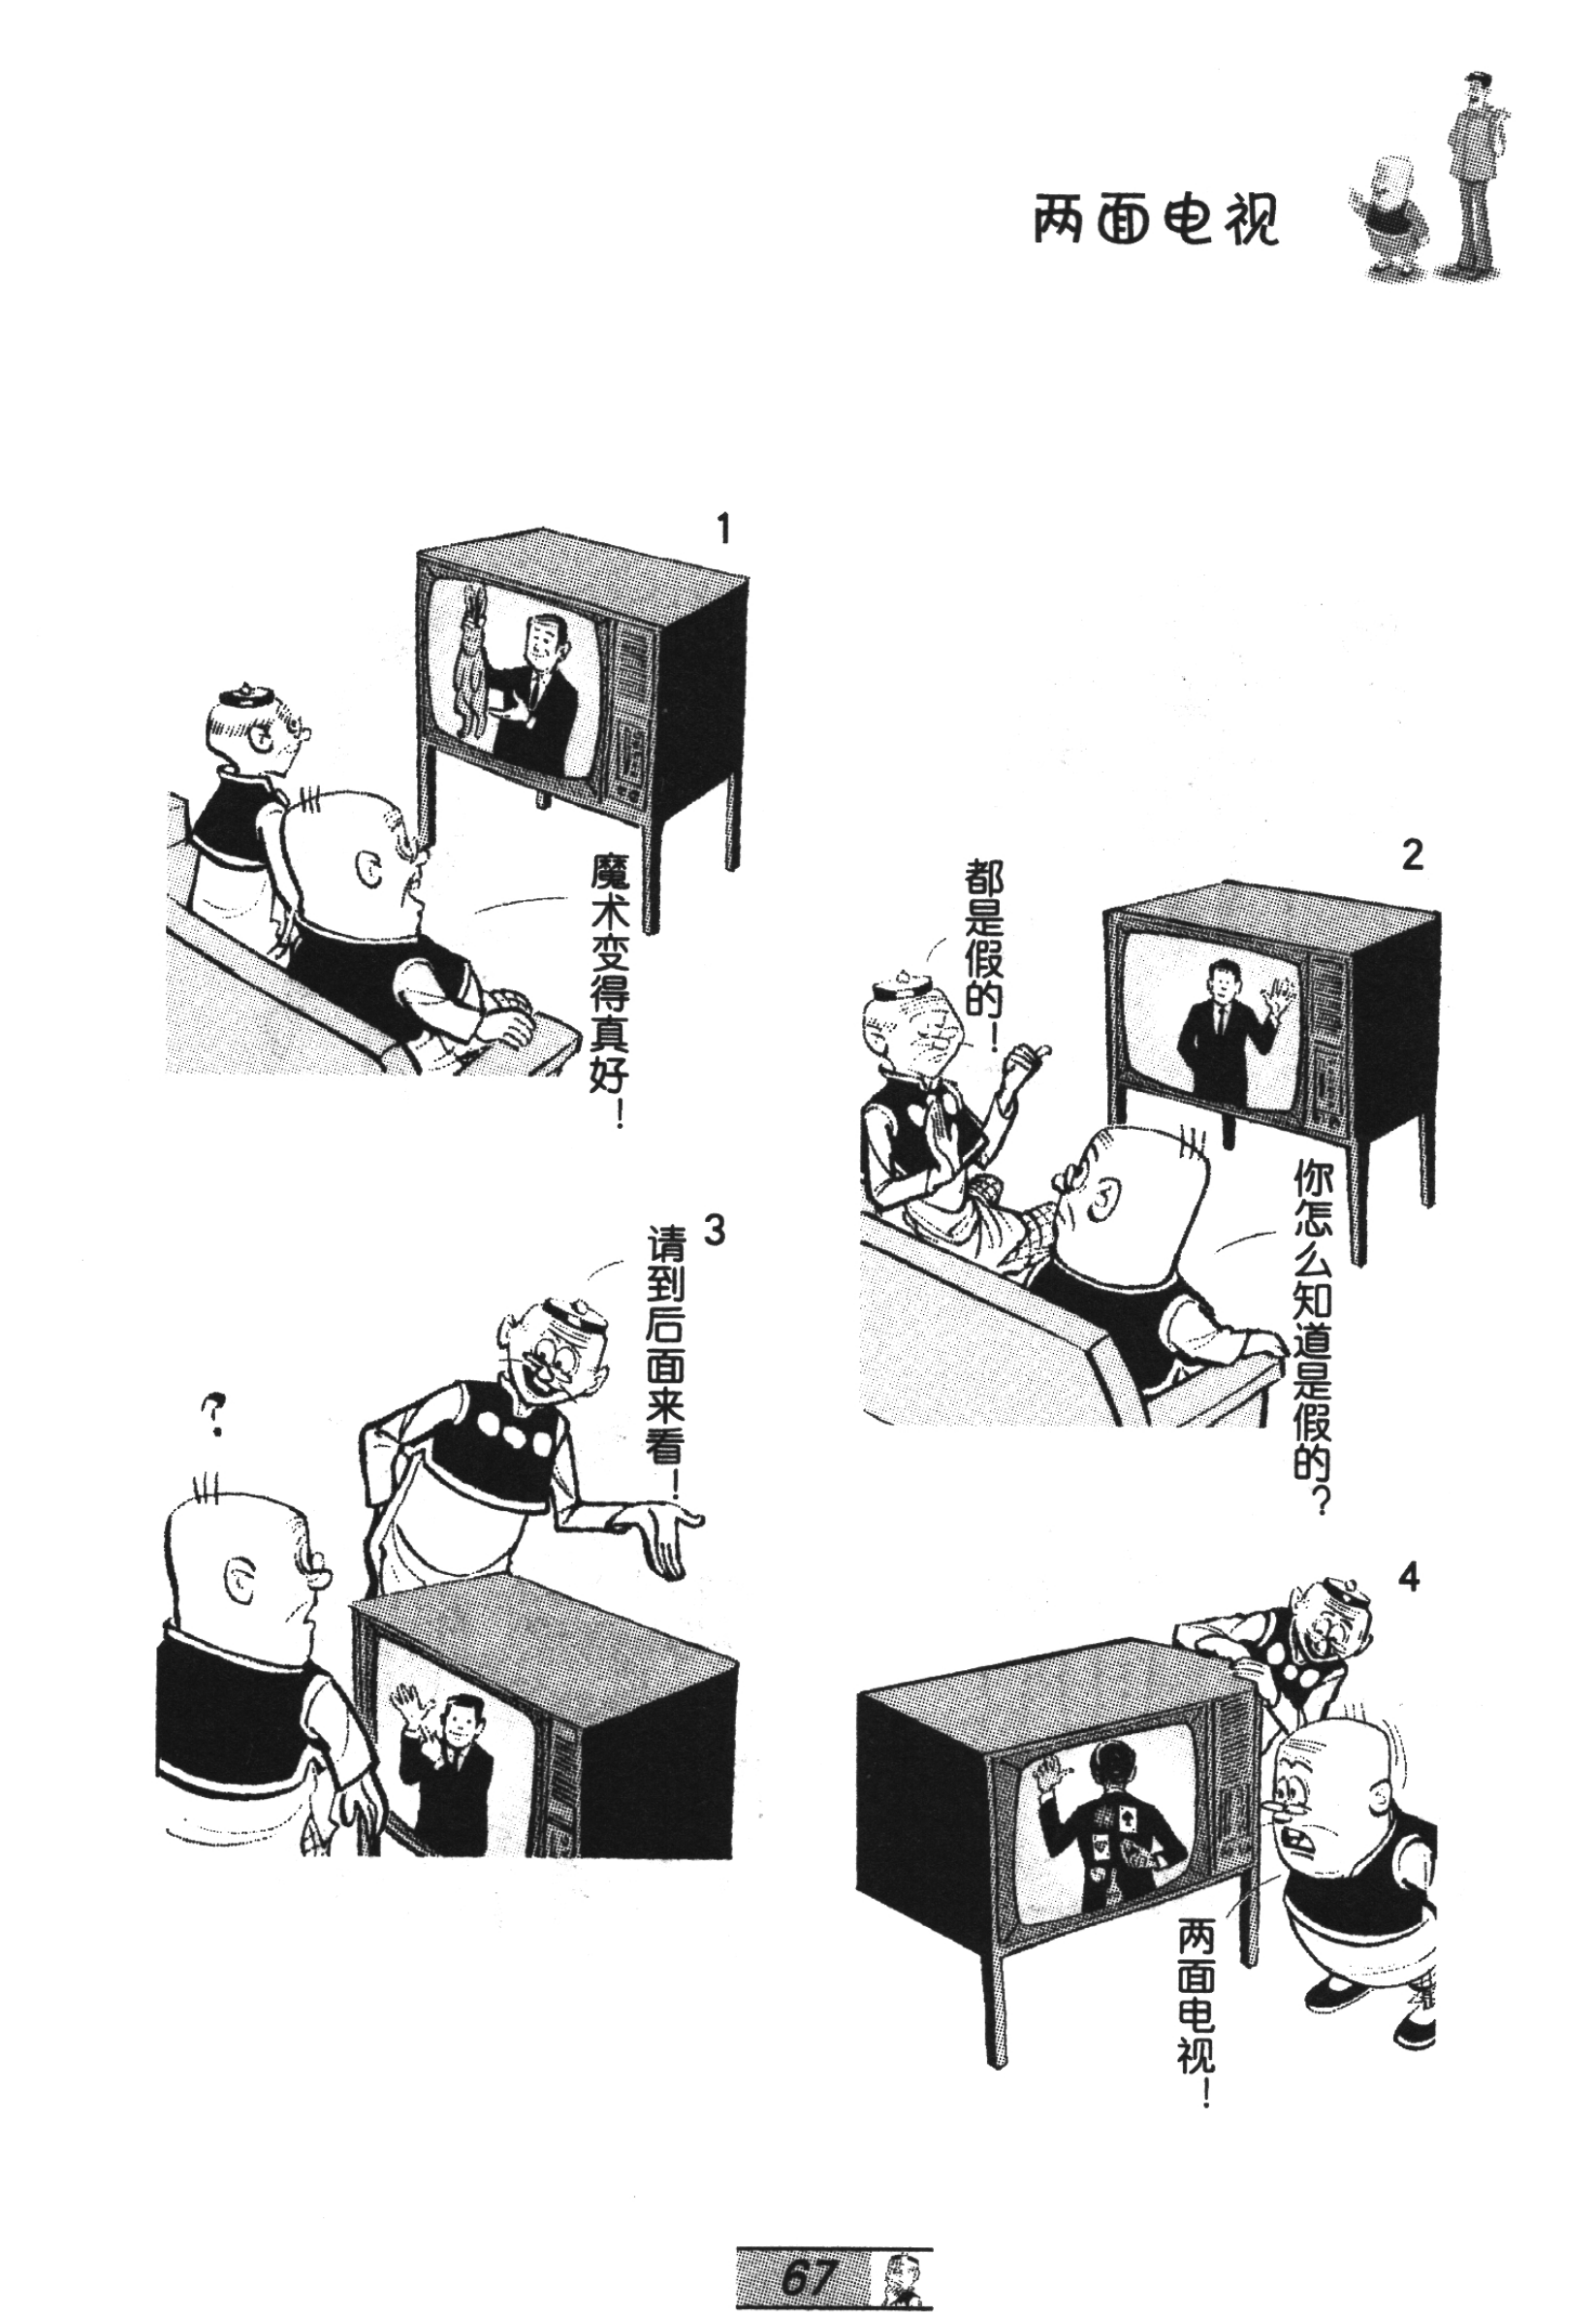 两面电视
1
魔术变得真好！
2
都是假的！
你怎么知道是假的？
3
请到后面来看！
？
4
两面电视！
67